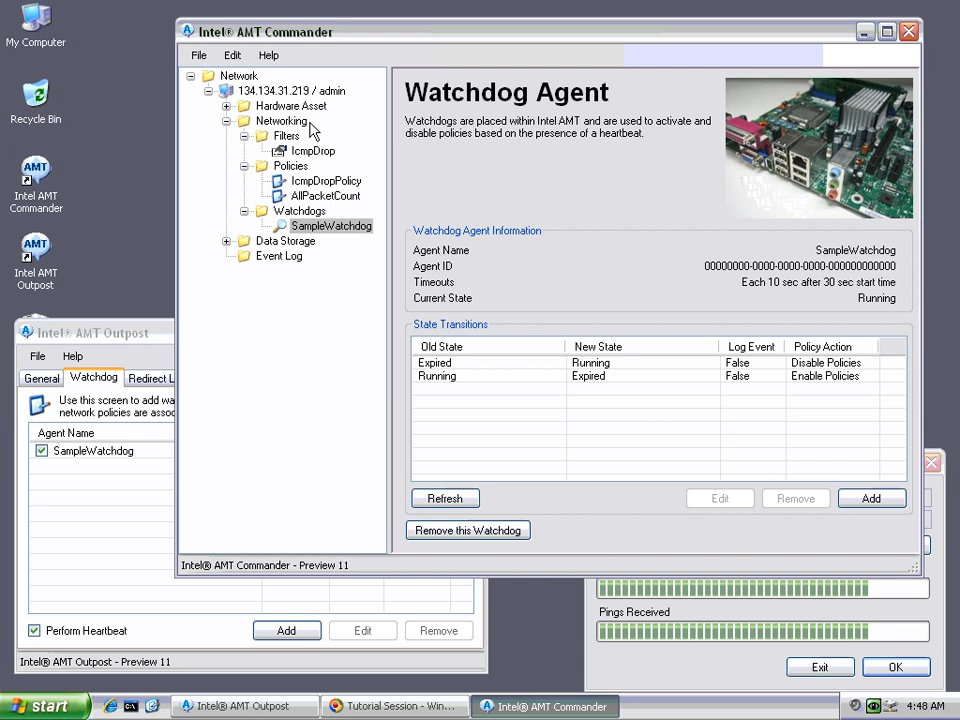 My Computer
Recycle Bin
AMT
Intel AMT
Commander
AMT
Intel AMT
Outpost
Intel® AMT Commander
File Edit Help
Network
134.134.31.219 / admin
Hardware Asset
Networking
Filters
IcmpDrop
Policies
IcmpDropPolicy
AllPacketCount
Watchdogs
SampleWatchdog
Data Storage
Event Log
Watchdog Agent
Watchdogs are placed within Intel AMT and are used to activate and
disable policies based on the presence of a heartbeat.
Watchdog Agent Information
Agent Name SampleWatchdog
Agent ID 00000000-0000-0000-0000-000000000000
Timeouts Each 10 sec after 30 sec start time
Current State Running
State Transitions
Old State New State Log Event Policy Action
Expired Running False Disable Policies
Running Expired False Enable Policies
Refresh Edit Remove Add
Remove this Watchdog
Intel® AMT Commander - Preview 11
Intel® AMT Outpost
File Help
General Watchdog Redirect L
Use this screen to add wa
network policies are asso
Agent Name
SampleWatchdog
Perform Heartbeat Add Edit Remove
Intel® AMT Outpost - Preview 11
Pings Received
Exit OK
start Intel® AMT Outpost Tutorial Session - Win... Intel® AMT Commander 4:48 AM